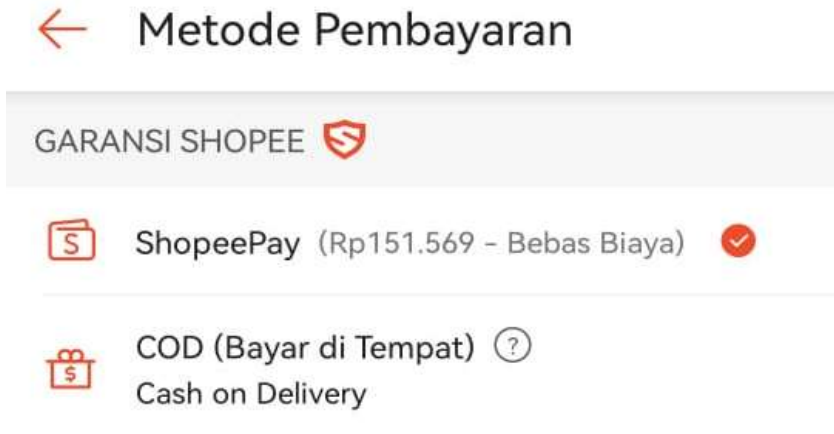 Metode Pembayaran
GARANSI SHOPEE
ShopeePay (Rp151.569 - Bebas Biaya)
COD (Bayar di Tempat) ?
Cash on Delivery